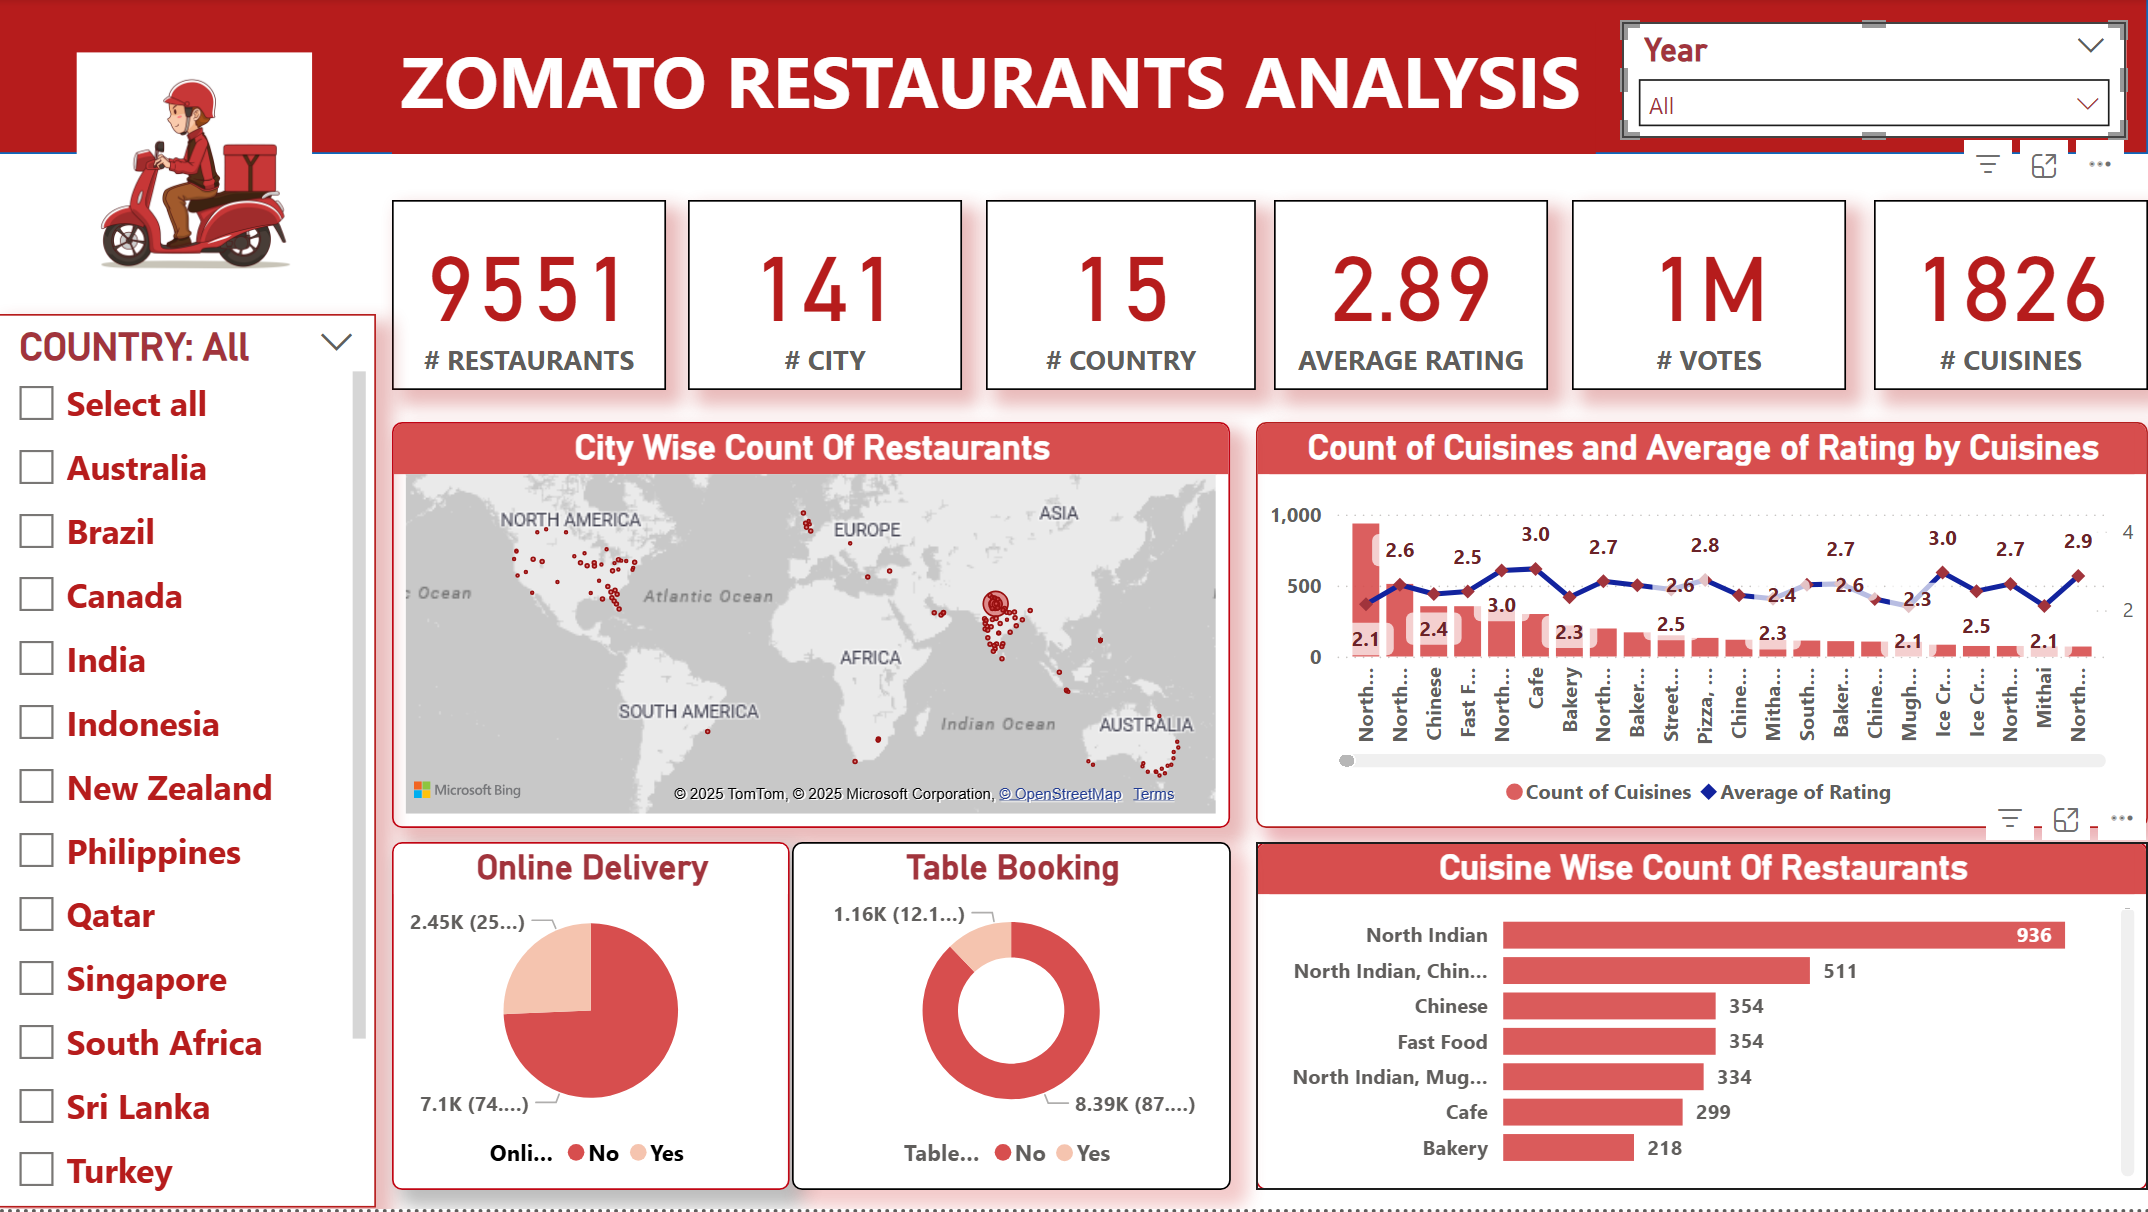 ZOMATO RESTAURANTS ANALYSIS
Year
All
9551
# RESTAURANTS
141
# CITY
15
# COUNTRY
2.89
AVERAGE RATING
1M
# VOTES
1826
# CUISINES
COUNTRY: All
Select all
Australia
Brazil
Canada
India
Indonesia
New Zealand
Philippines
Qatar
Singapore
South Africa
Sri Lanka
Turkey
City Wise Count Of Restaurants
NORTH AMERICA
EUROPE
ASIA
c Ocean
Atlantic Ocean
AFRICA
SOUTH AMERICA
Indian Ocean
AUSTRALIA
Microsoft Bing
© 2025 TomTom, © 2025 Microsoft Corporation, © OpenStreetMap Terms
Count of Cuisines and Average of Rating by Cuisines
1,000
500
0
4
2
2.1
2.6
2.4
2.5
3.0
3.0
2.3
2.7
2.5
2.6
2.8
2.3
2.4
2.7
2.6
2.1
2.3
3.0
2.5
2.7
2.1
2.9
North...
North...
Chinese
Fast F...
North...
Cafe
Bakery
North...
Baker...
Street...
Pizza, ...
Chine...
Mitha...
South...
Baker...
Chine...
Mugh...
Ice Cr...
Ice Cr...
North...
Mithai
North...
Count of Cuisines Average of Rating
Online Delivery
2.45K (25...)
7.1K (74....)
Onli... No Yes
Table Booking
1.16K (12.1...)
8.39K (87....)
Table... No Yes
Cuisine Wise Count Of Restaurants
North Indian 936
North Indian, Chin... 511
Chinese 354
Fast Food 354
North Indian, Mug... 334
Cafe 299
Bakery 218